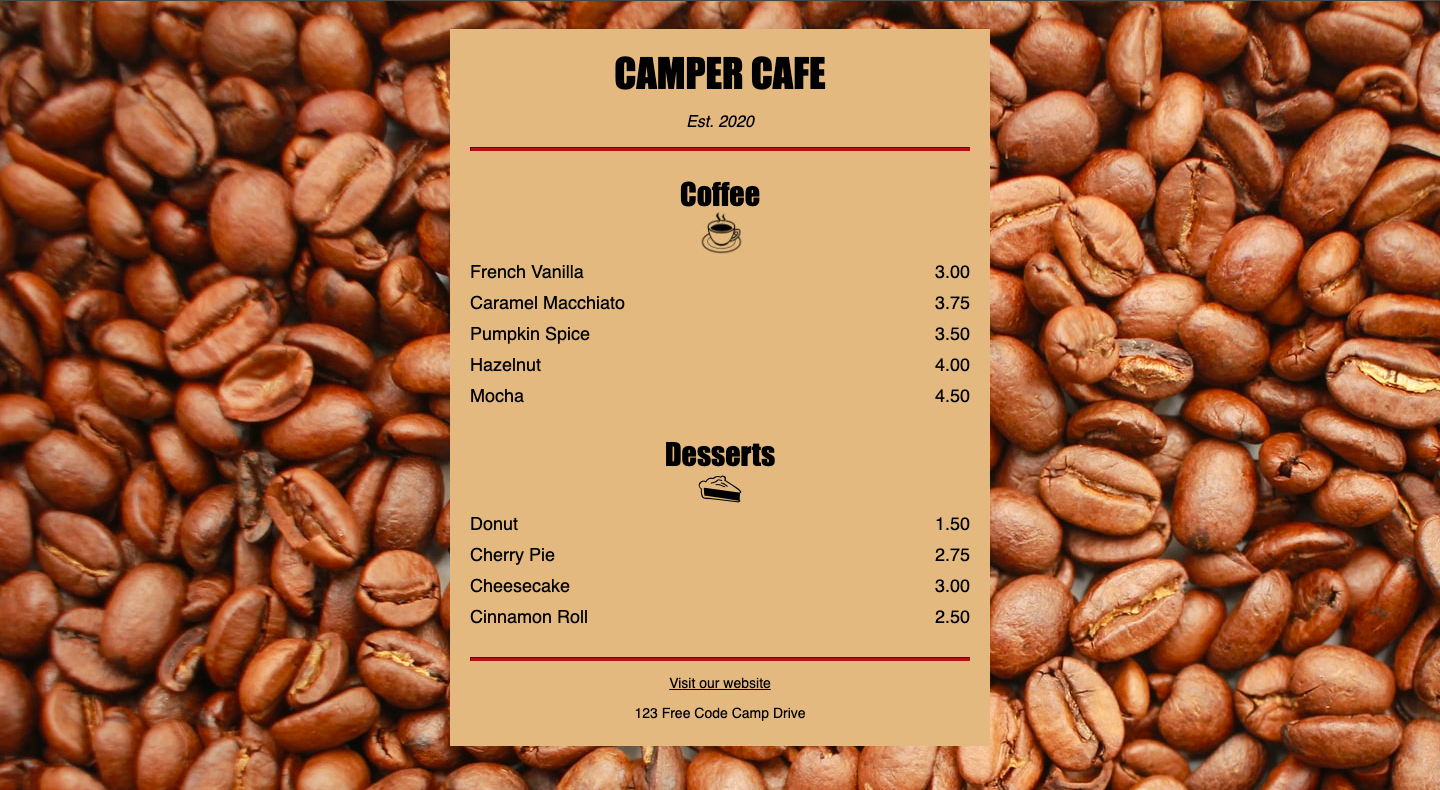 CAMPER CAFE
Est. 2020
Coffee
French Vanilla 3.00
Caramel Macchiato 3.75
Pumpkin Spice 3.50
Hazelnut 4.00
Mocha 4.50
Desserts
Donut 1.50
Cherry Pie 2.75
Cheesecake 3.00
Cinnamon Roll 2.50
Visit our website
123 Free Code Camp Drive